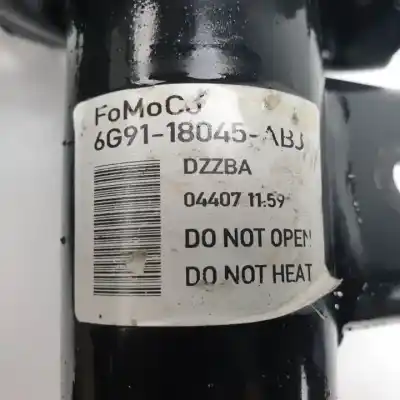 FoMoCo
6G91-18045-ABJ
DZZBA
04407 11:59
DO NOT OPEN
DO NOT HEAT